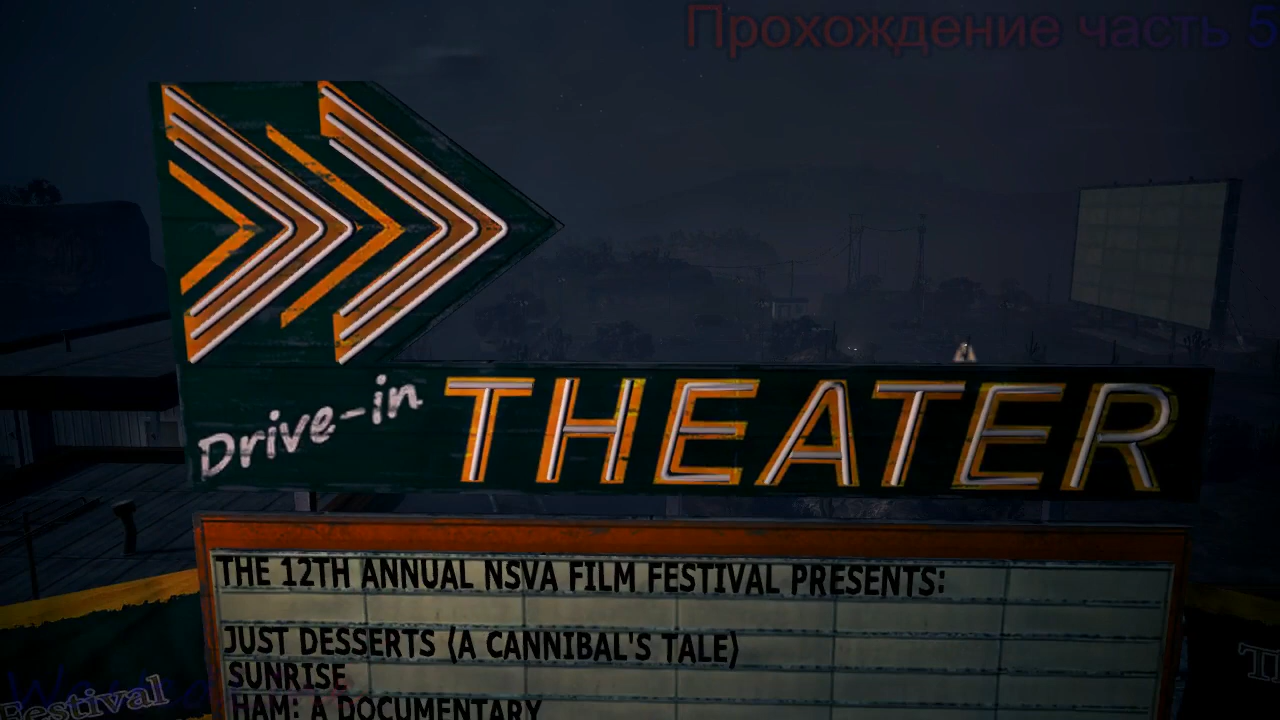 Прохождение часть 5
Drive-in THEATER
THE 12TH ANNUAL NSVA FILM FESTIVAL PRESENTS:
JUST DESSERTS (A CANNIBAL'S TALE)
SUNRISE
HAM: A DOCUMENTARY
Festival